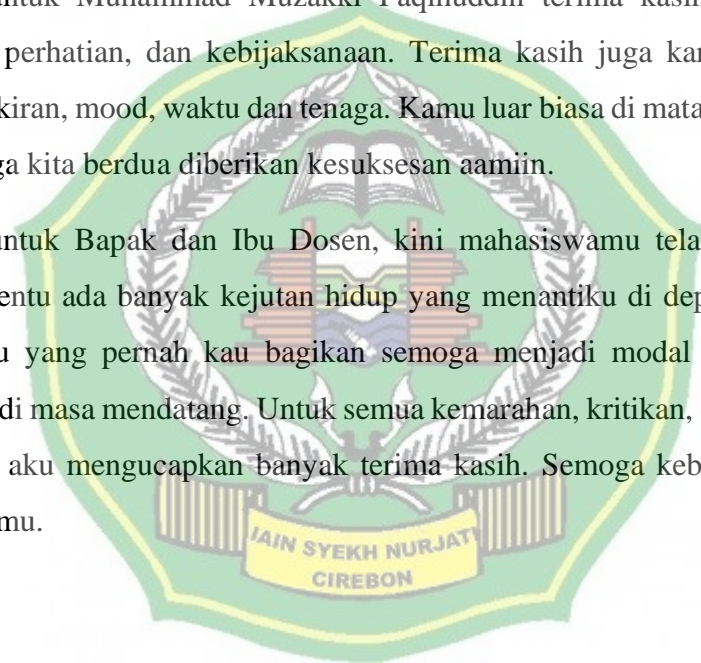 untuk Muhammad Muzakki Faqihuddin terima kasih
perhatian, dan kebijaksanaan. Terima kasih juga kar
kiran, mood, waktu dan tenaga. Kamu luar biasa di mata
ga kita berdua diberikan kesuksesan aamiin.
untuk Bapak dan Ibu Dosen, kini mahasiswamu tela
entu ada banyak kejutan hidup yang menantiku di dep
u yang pernah kau bagikan semoga menjadi modal
di masa mendatang. Untuk semua kemarahan, kritikan,
aku mengucapkan banyak terima kasih. Semoga keb
mu.
IAIN SYEKH NURJATI
CIREBON